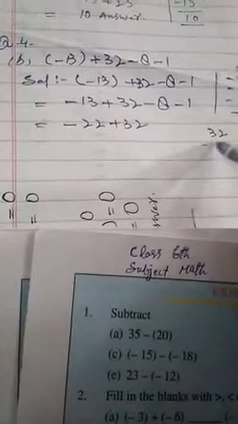 10 Answer.
10
Q.4.
(b) (-13) + 32 - 8 - 1
Sol :- (-13) + 32 - 8 - 1
= -13 + 32 - 8 - 1
= -22 + 32
32
Class 6th
Subject Math
1. Subtract
(a) 35 – (20)
(c) (– 15) – (– 18)
(e) 23 – (– 12)
2. Fill in the blanks with >, <
(a) (– 3) + (– 6)